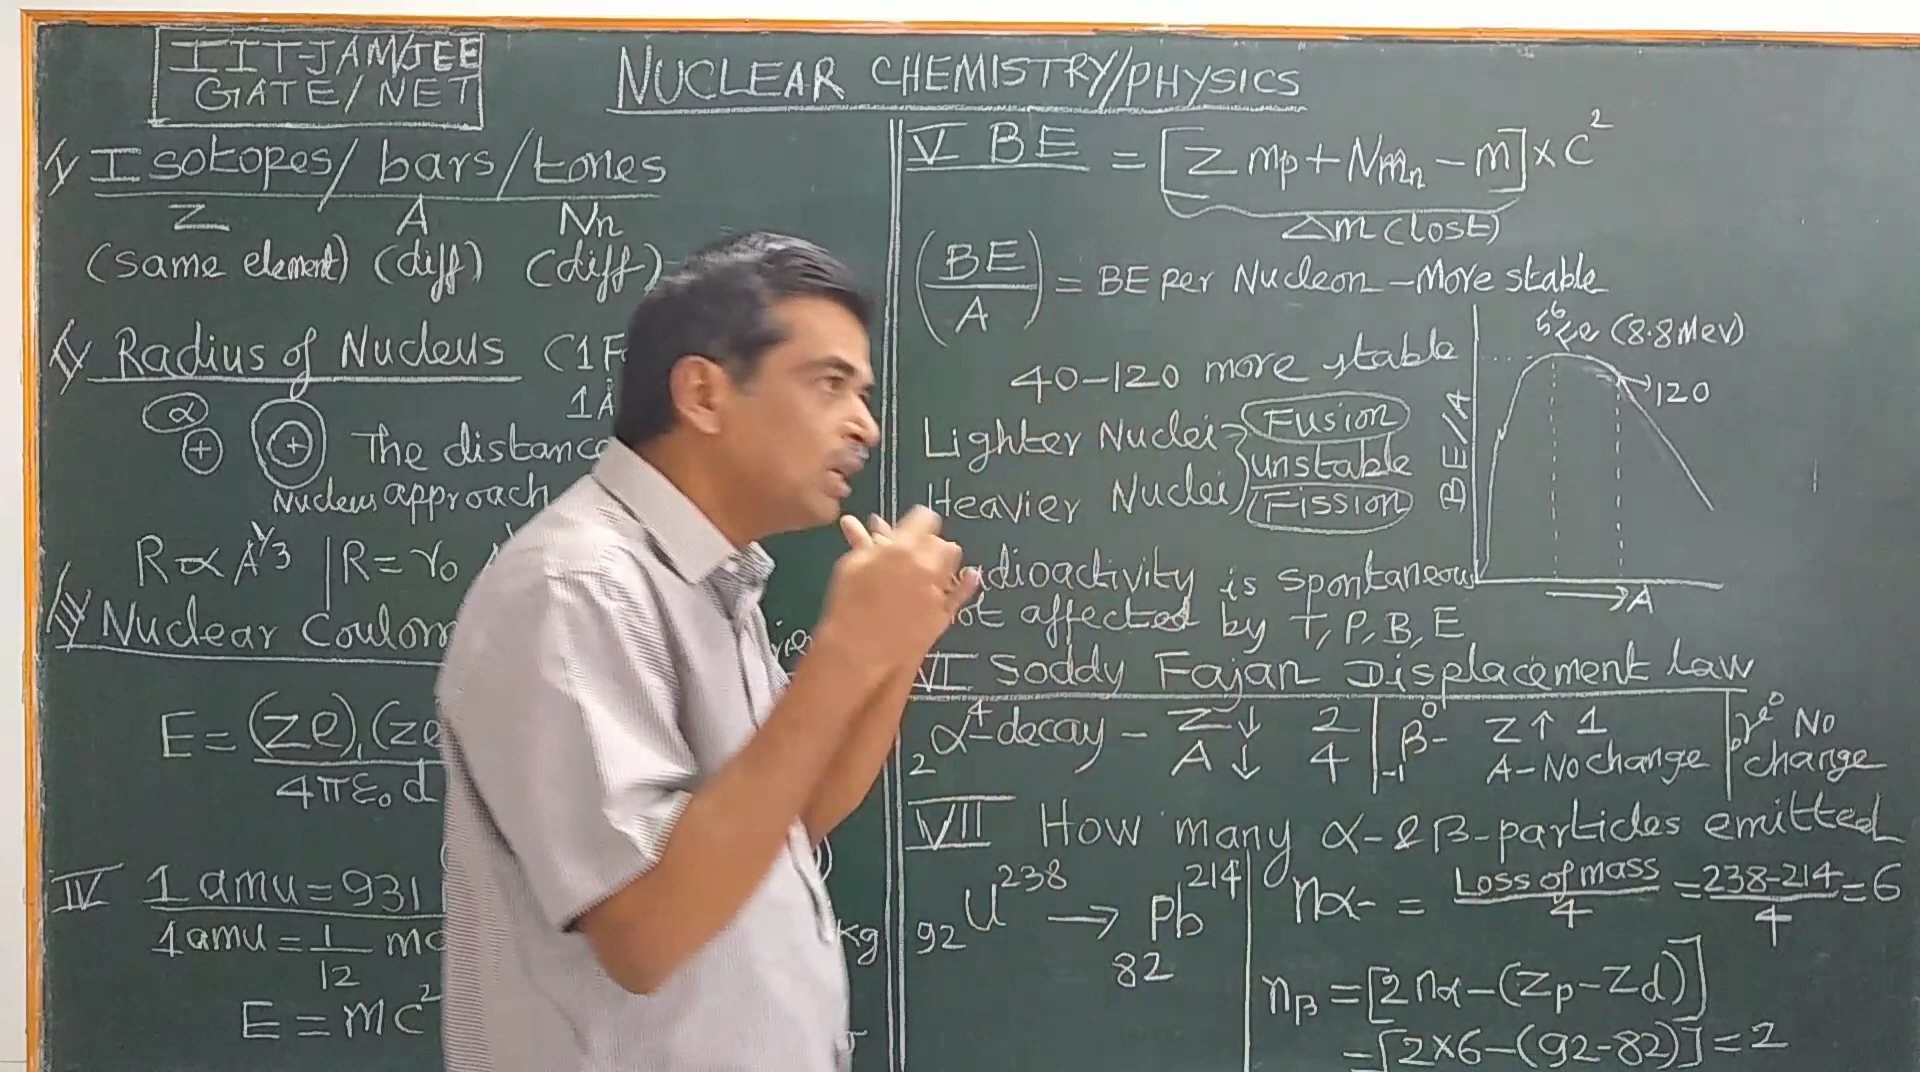 IIT-JAM/JEE
GATE/NET
NUCLEAR CHEMISTRY/PHYSICS
I Isotopes/bars/tones
Z A Nn
(same element) (diff) (diff)
II Radius of Nucleus (1F
1Å
α
+ + The distance
Nucleus approach
R ∝ A^1/3 | R = r₀
III Nuclear Coulom
E = (Ze)₁(Ze
4πε₀d
IV 1 amu = 931
1 amu = 1/12 m kg
E = mc²
V BE = [Z mp + N mn − m] × c²
Δm (lost)
(BE/A) = BE per Nucleon - More stable
⁵⁶Fe (8.8 Mev)
40-120 more stable
120
Lighter Nuclei Fusion
unstable
Heavier Nuclei Fission
BE/A
→ A
adioactivity is spontaneous
ot affected by T, P, B, E
VI Soddy Fajan Displacement law
₂α⁴-decay - Z↓ 2 | ₋₁β⁰- Z↑ 1 | ₀γ⁰ No
A↓ 4 A-No change change
VII How many α- & β-particles emitted
₉₂U²³⁸ → Pb²¹⁴
82
nα- = Loss of mass/4 = 238-214/4 = 6
nβ = [2nα-(Zp-Zd)]
=[2×6-(92-82)] = 2